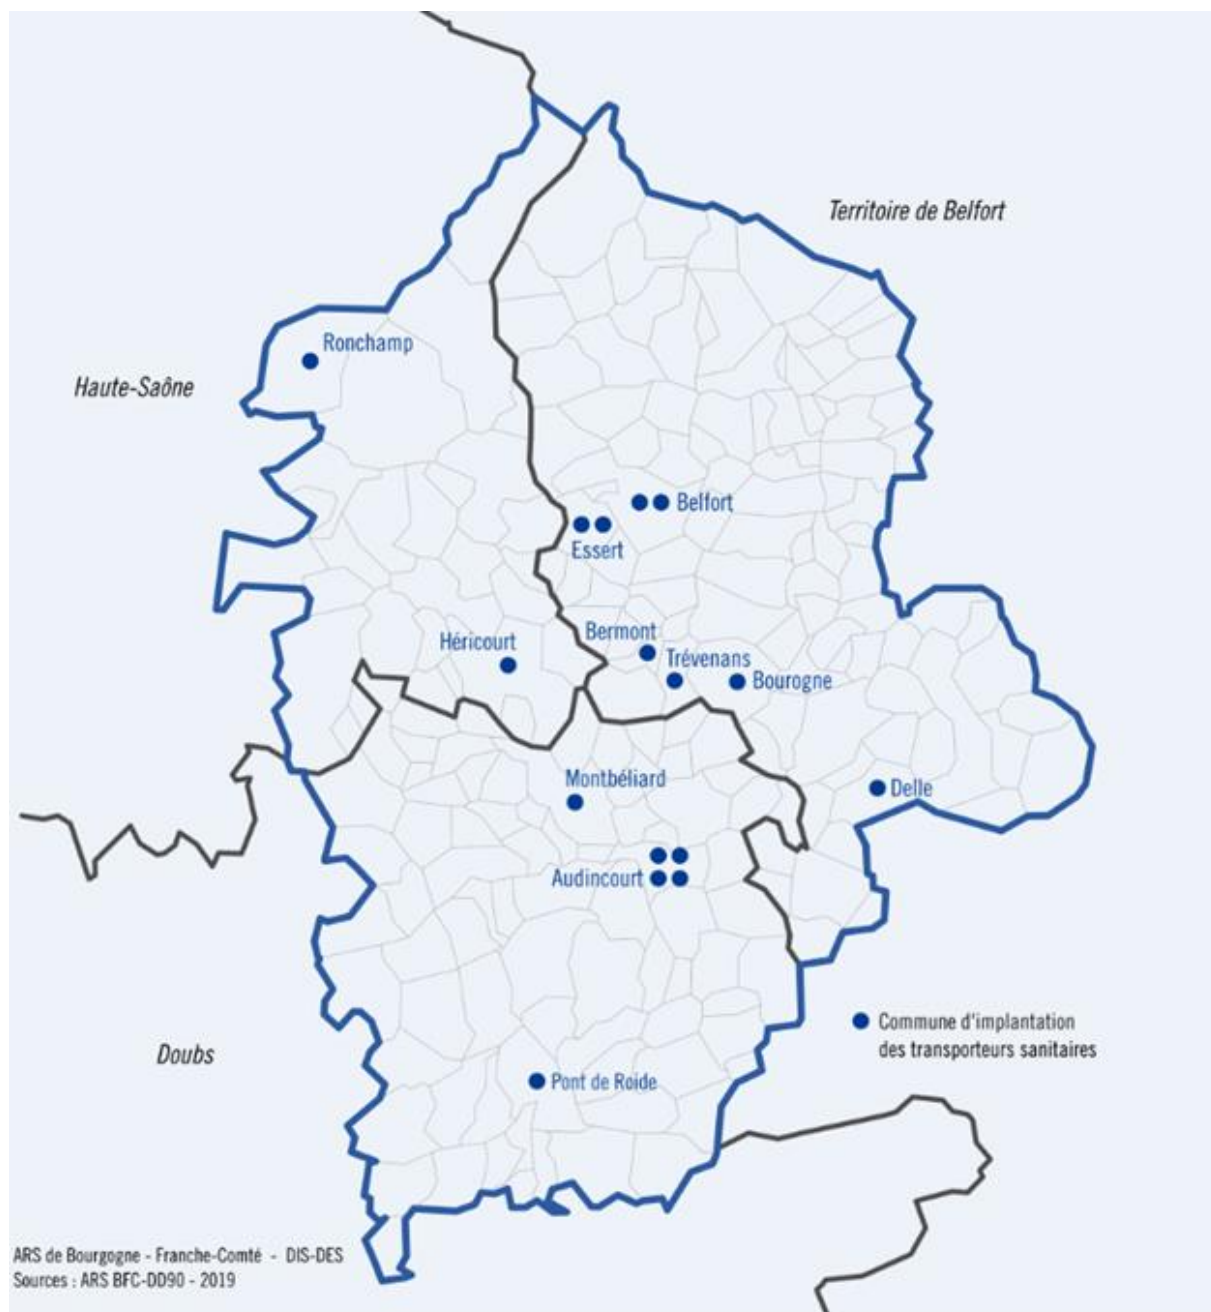 Territoire de Belfort
Ronchamp
Haute-Saône
Belfort
Essert
Bermont
Héricourt
Trévenans
Bourogne
Montbéliard
Delle
Audincourt
Commune d'implantation
des transporteurs sanitaires
Doubs
Pont de Roide
ARS de Bourgogne - Franche-Comté - DIS-DES
Sources : ARS BFC-DD90 - 2019